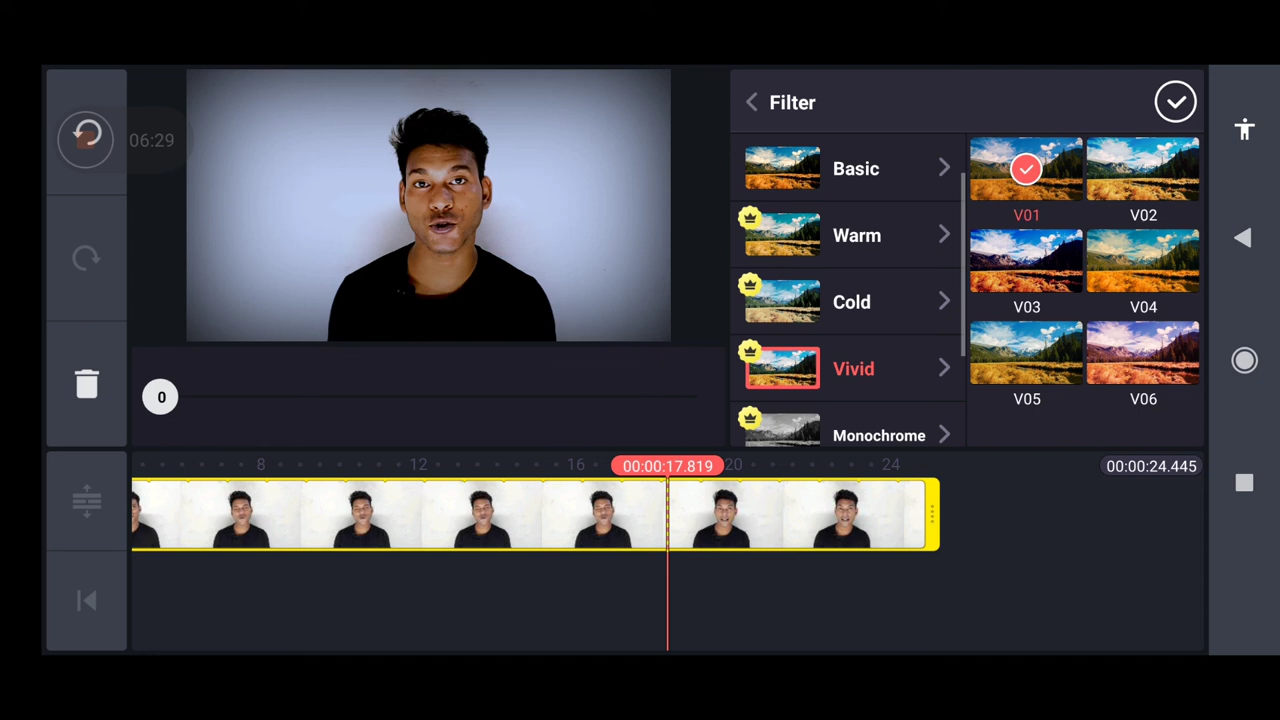 06:29
Filter
Basic
Warm
Cold
Vivid
Monochrome
V01
V02
V03
V04
V05
V06
0
8
12
16
00:00:17.819
20
24
00:00:24.445